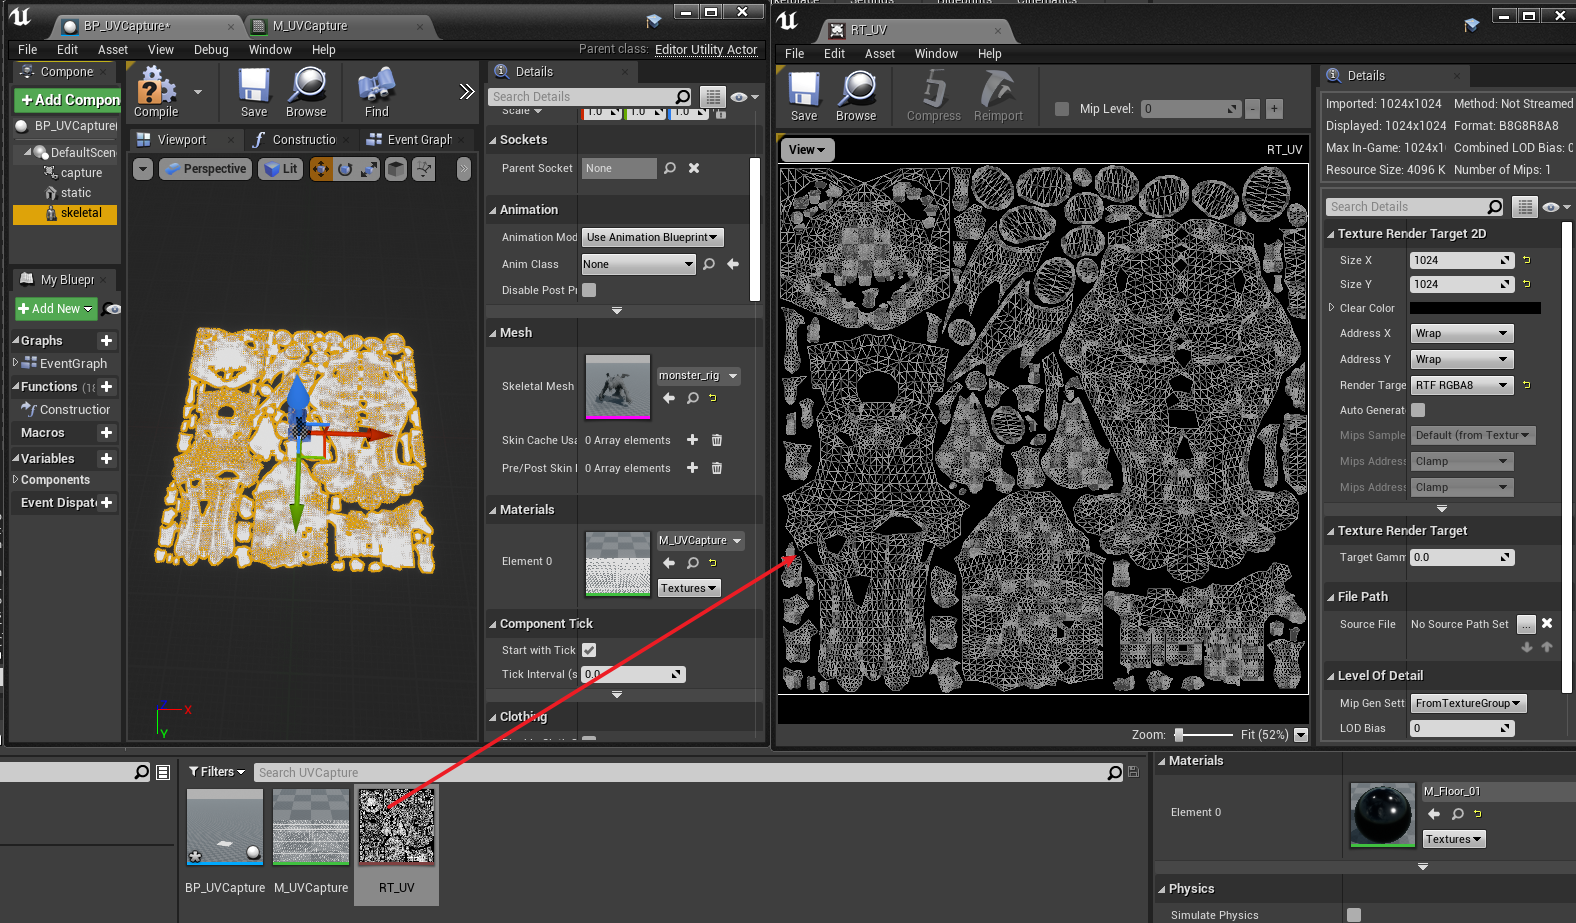 BP_UVCapture*
M_UVCapture
File Edit Asset View Debug Window Help
Parent class: Editor Utility Actor
Compone
+ Add Compon
BP_UVCapture(
DefaultScen
capture
static
skeletal
My Bluepr
+ Add New
Graphs
EventGraph
Functions (18
Construction
Macros
Variables
Components
Event Dispat
Compile
Save
Browse
Find
Viewport
Constructio
Event Graph
Perspective
Lit
Z
X
Y
Details
Search Details
Scale 1.0 1.0 1.0
Sockets
Parent Socket None
Animation
Animation Mod Use Animation Blueprint
Anim Class None
Disable Post Pr
Mesh
Skeletal Mesh monster_rig
Skin Cache Usa 0 Array elements
Pre/Post Skin I 0 Array elements
Materials
Element 0 M_UVCapture
Textures
Component Tick
Start with Tick
Tick Interval (s 0.0
Clothing
RT_UV
File Edit Asset Window Help
Save
Browse
Compress
Reimport
Mip Level: 0 - +
View
RT_UV
Zoom: Fit (52%)
Details
Imported: 1024x1024 Method: Not Streamed
Displayed: 1024x1024 Format: B8G8R8A8
Max In-Game: 1024x1 Combined LOD Bias: 0
Resource Size: 4096 K Number of Mips: 1
Search Details
Texture Render Target 2D
Size X 1024
Size Y 1024
Clear Color
Address X Wrap
Address Y Wrap
Render Targe RTF RGBA8
Auto Generat
Mips Sample Default (from Textur
Mips Address Clamp
Mips Address Clamp
Texture Render Target
Target Gamm 0.0
File Path
Source File No Source Path Set ...
Level Of Detail
Mip Gen Sett FromTextureGroup
LOD Bias 0
Filters
Search UVCapture
BP_UVCapture
M_UVCapture
RT_UV
Materials
Element 0 M_Floor_01
Textures
Physics
Simulate Physics